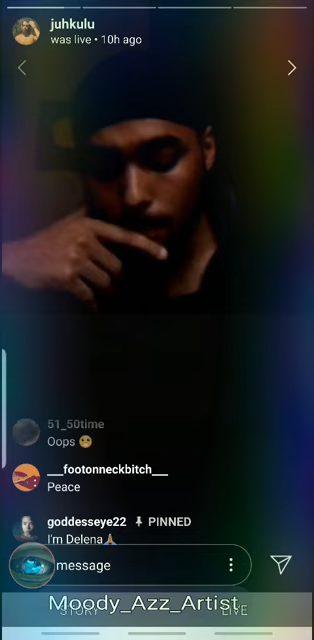 juhkulu
was live • 10h ago
51_50time
Oops 😬
___footonneckbitch___
Peace
goddesseye22 PINNED
I'm Delena🙏
message
Moody_Azz_Artist
STORY LIVE